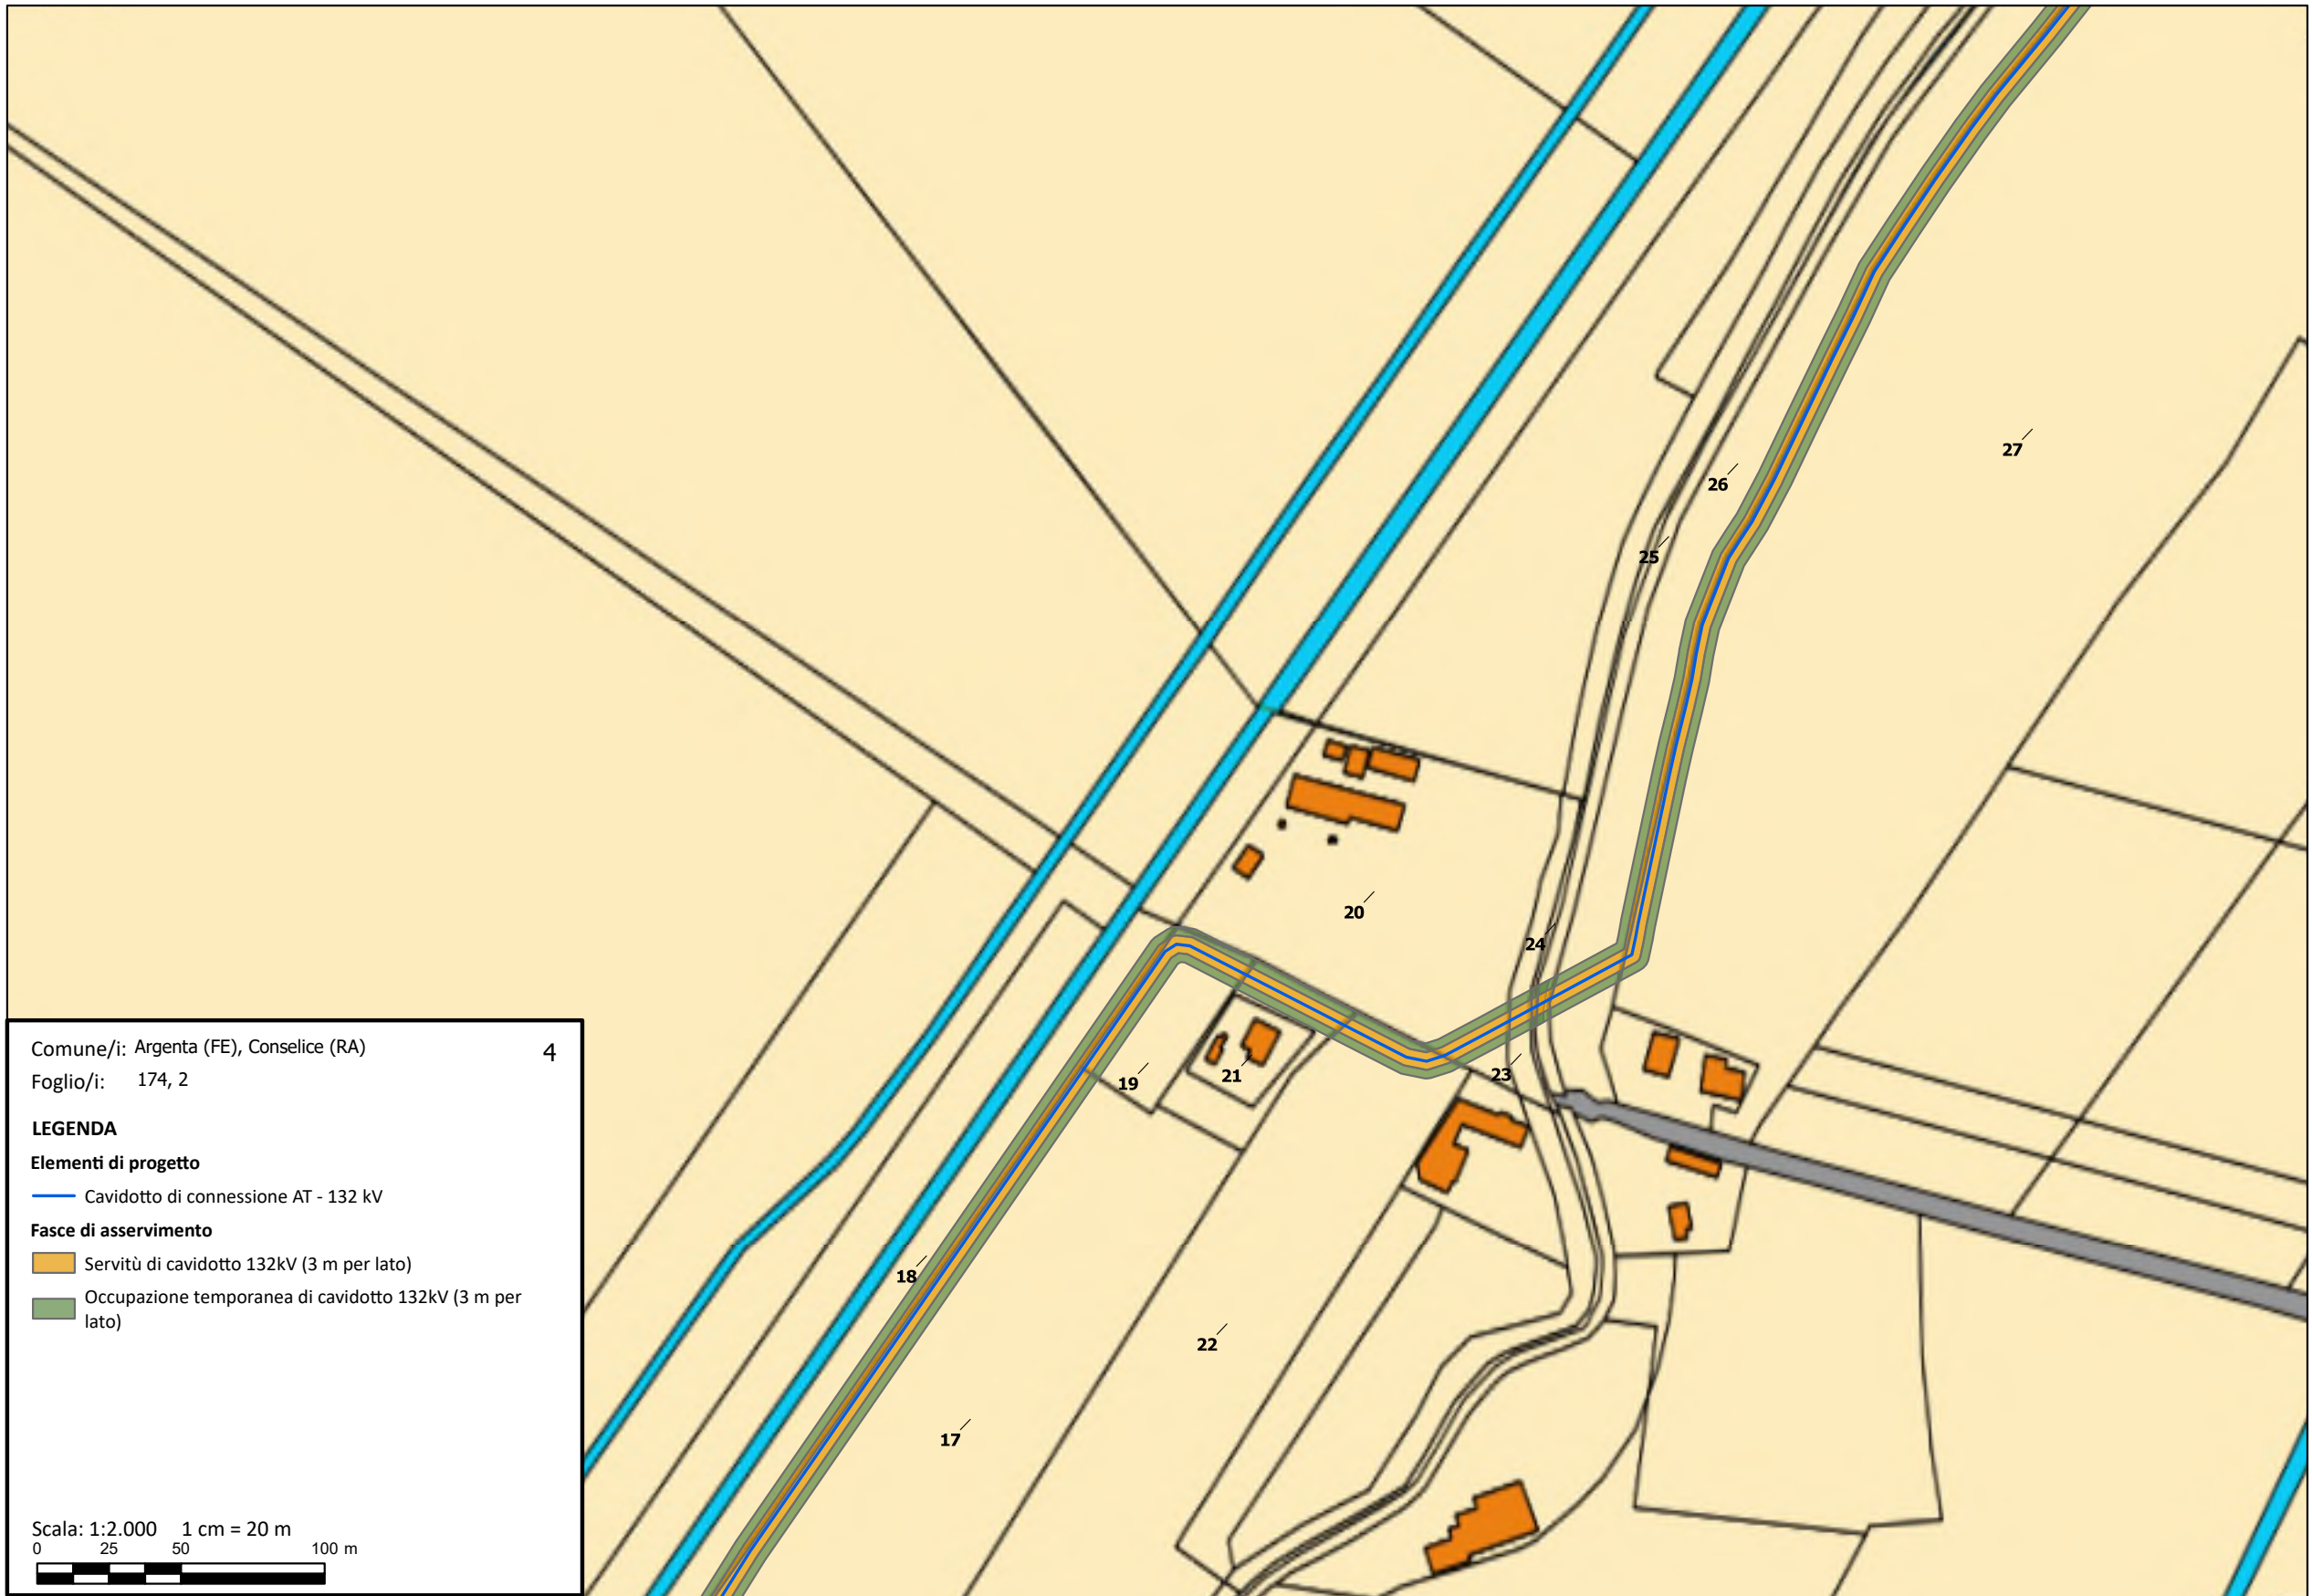 27
26
25
20
24
23
21
19
18
22
17
Comune/i: Argenta (FE), Conselice (RA) 4
Foglio/i: 174, 2
LEGENDA
Elementi di progetto
Cavidotto di connessione AT - 132 kV
Fasce di asservimento
Servitù di cavidotto 132kV (3 m per lato)
Occupazione temporanea di cavidotto 132kV (3 m per
lato)
Scala: 1:2.000 1 cm = 20 m
0 25 50 100 m